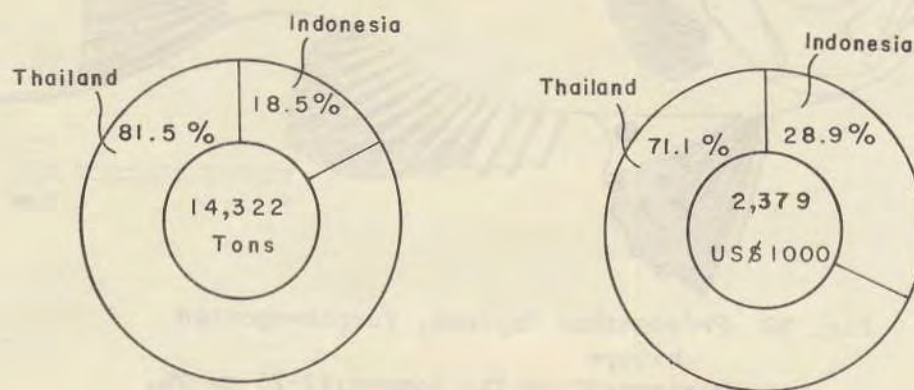 Indonesia
Thailand
18.5%
81.5 %
14,322
Tons
Indonesia
Thailand
71.1 %
28.9%
2,379
US$ 1000